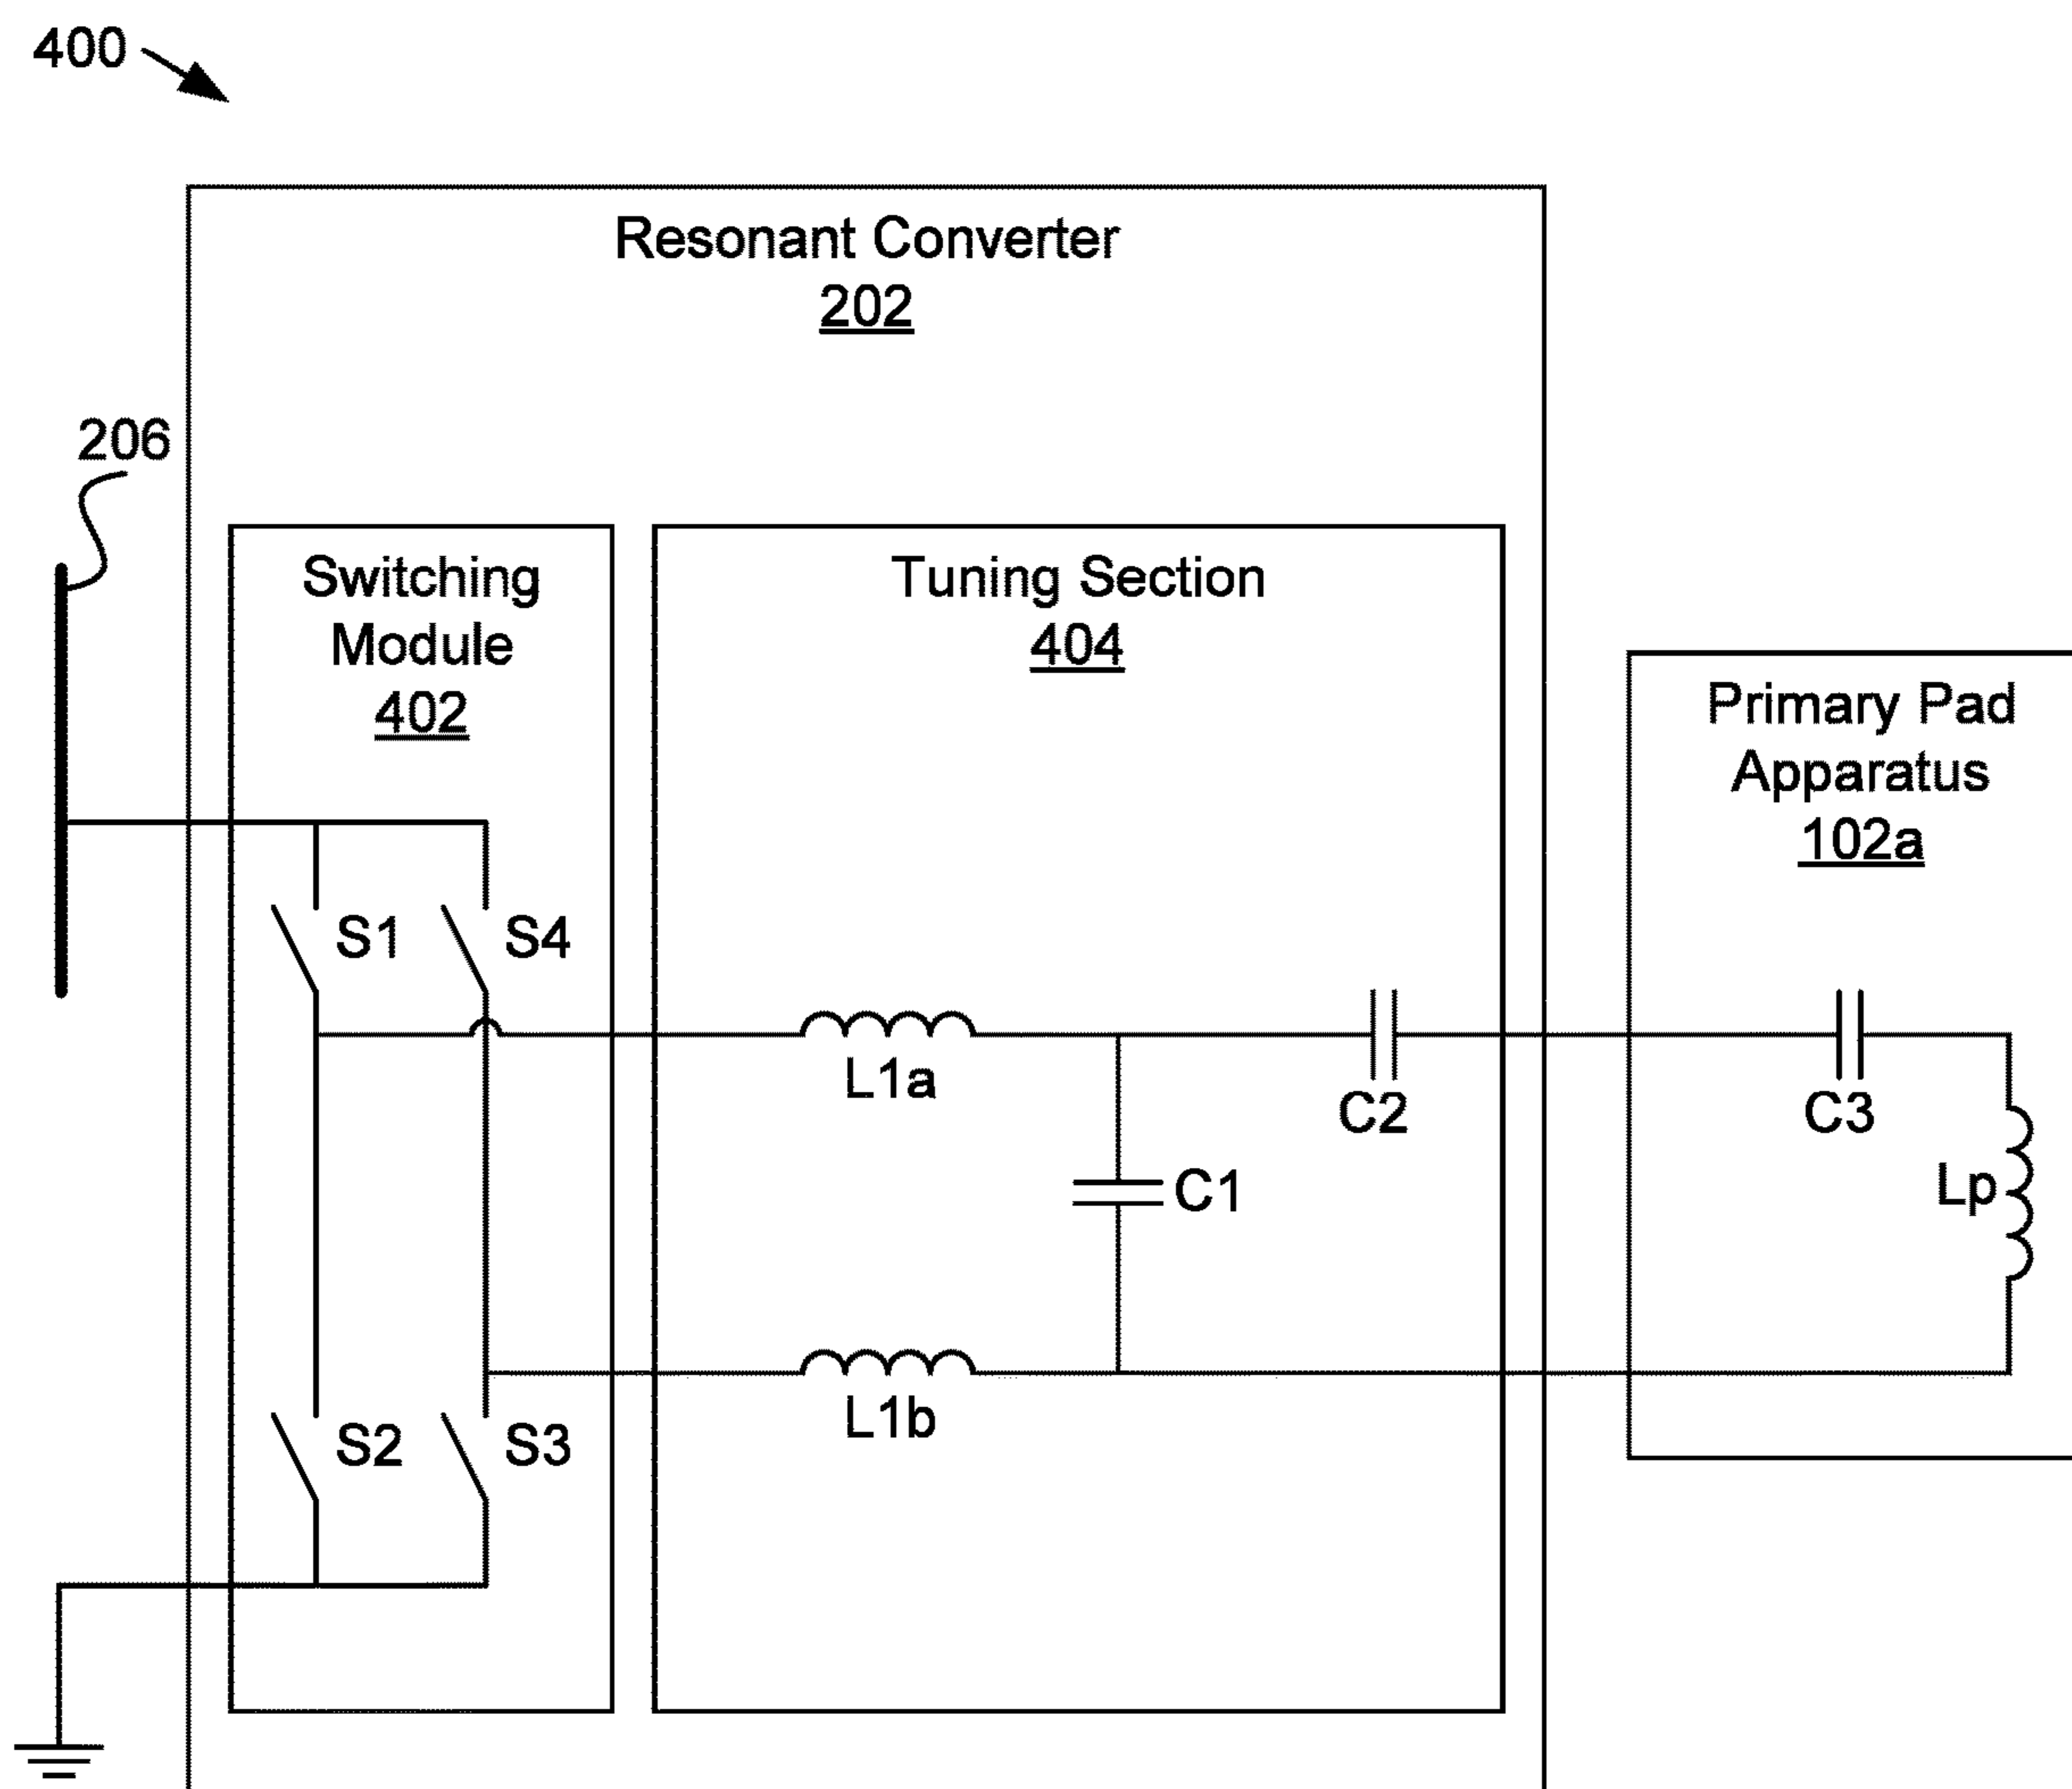 400
Resonant Converter
202
206
Switching
Module
402
Tuning Section
404
Primary Pad
Apparatus
102a
S1
S4
L1a
C2
C3
C1
Lp
L1b
S2
S3